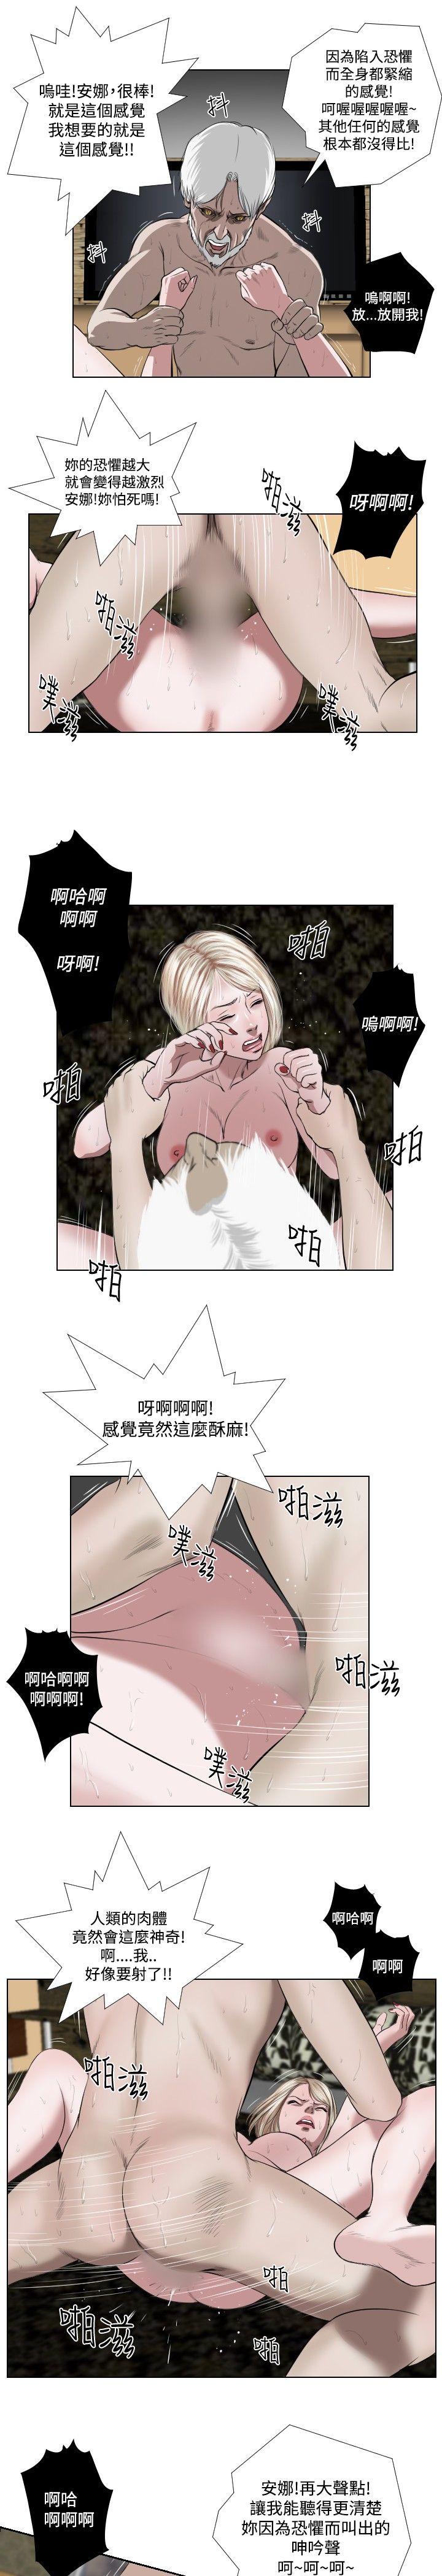 嗚哇!安娜,很棒!
就是這個感覺
我想要的就是
這個感覺!!
因為陷入恐懼
而全身都緊縮
的感覺!
呵喔喔喔喔喔~
其他任何的感覺
根本都沒得比!
抖
抖
抖
嗚啊啊!
放...放開我!
妳的恐懼越大
就會變得越激烈
安娜!妳怕死嗎!
呀啊啊!
啪滋
啪滋
噗滋
噗滋
啊哈啊
啊啊
呀啊!
啪
嗚啊啊!
啪
啪
啪
啪
呀啊啊啊!
感覺竟然這麼酥麻!
啪滋
噗滋
啊哈啊啊
啊啊啊!
啪滋
噗滋
人類的肉體
竟然會這麼神奇!
啊....我..
好像要射了!!
啊哈啊
啊啊
啪滋
啪
啪滋
啪
啊哈
啊啊啊
安娜!再大聲點!
讓我能聽得更清楚
妳因為恐懼而叫出的
呻吟聲
呵~呵~呵~